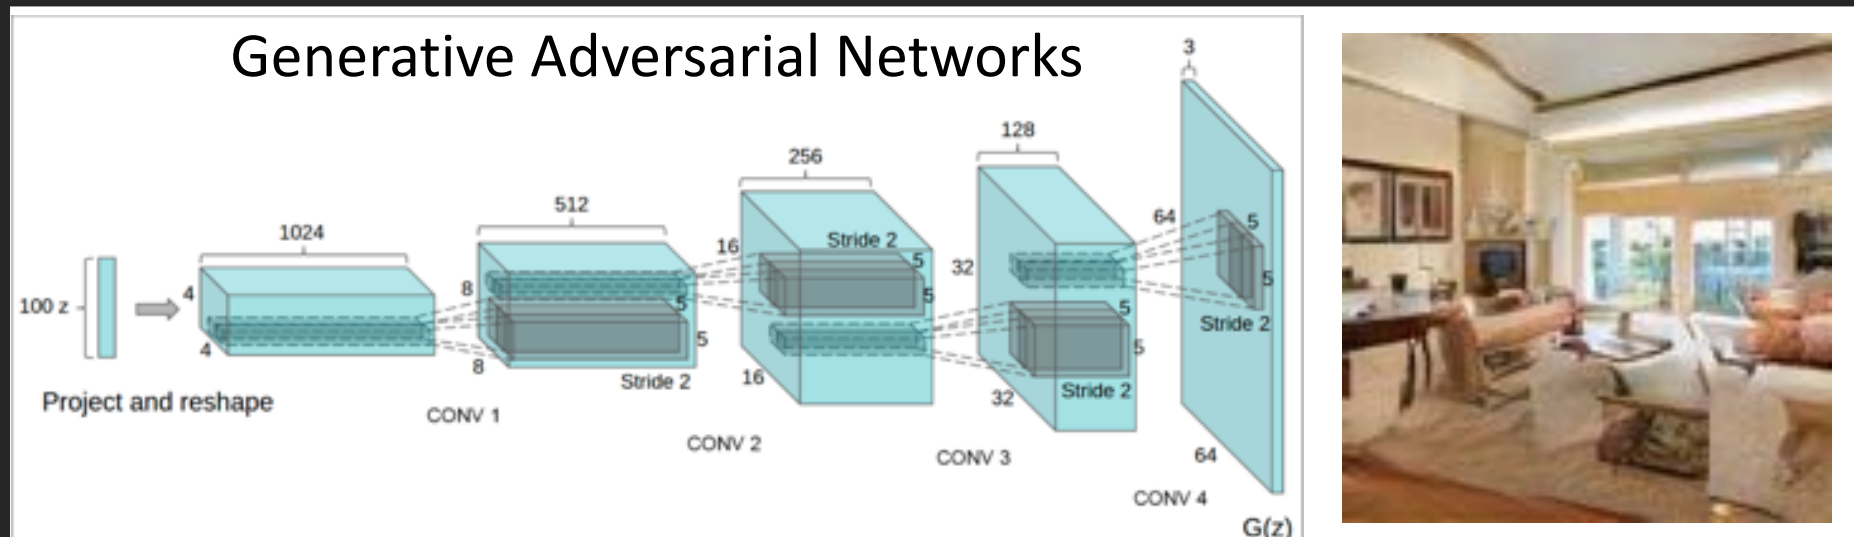 Generative Adversarial Networks
3
128
256
64
512
5
1024
16
Stride 2
5
32
5
8
5
4
5
100 z
5
5
Stride 2
5
5
4
8
16
Stride 2
32
Stride 2
Project and reshape
CONV 1
CONV 2
CONV 3
64
CONV 4
G(z)